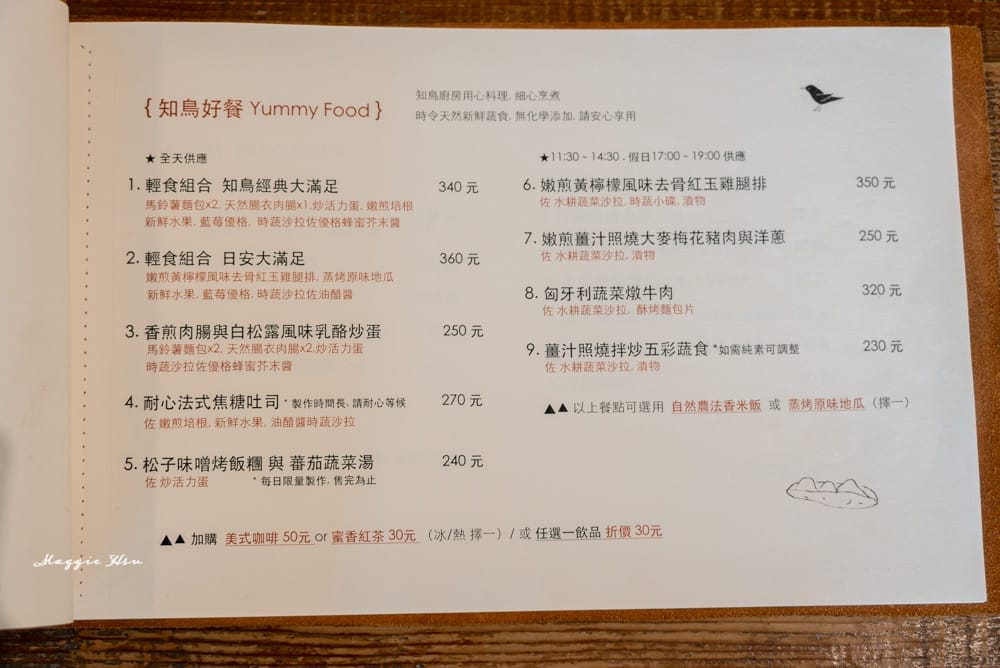 { 知鳥好餐 Yummy Food }
知鳥廚房用心料理, 細心烹煮
時令天然新鮮蔬食, 無化學添加, 請安心享用
★ 全天供應
1. 輕食組合 知鳥經典大滿足 340 元
馬鈴薯麵包x2, 天然腸衣肉腸x1,炒活力蛋, 嫩煎培根
新鮮水果, 藍莓優格, 時蔬沙拉佐優格蜂蜜芥末醬
2. 輕食組合 日安大滿足 360 元
嫩煎黃檸檬風味去骨紅玉雞腿排, 蒸烤原味地瓜
新鮮水果, 藍莓優格, 時蔬沙拉佐油醋醬
3. 香煎肉腸與白松露風味乳酪炒蛋 250 元
馬鈴薯麵包x2, 天然腸衣肉腸x2,炒活力蛋
時蔬沙拉佐優格蜂蜜芥末醬
4. 耐心法式焦糖吐司 * 製作時間長, 請耐心等候 270 元
佐 嫩煎培根, 新鮮水果, 油醋醬時蔬沙拉
5. 松子味噌烤飯糰 與 蕃茄蔬菜湯 240 元
佐 炒活力蛋 * 每日限量製作, 售完為止
★11:30 ~ 14:30 . 假日17:00 ~ 19:00 供應
6. 嫩煎黃檸檬風味去骨紅玉雞腿排 350 元
佐 水耕蔬菜沙拉, 時蔬小碟, 漬物
7. 嫩煎薑汁照燒大麥梅花豬肉與洋蔥 250 元
佐 水耕蔬菜沙拉, 漬物
8. 匈牙利蔬菜燉牛肉 320 元
佐 水耕蔬菜沙拉, 酥烤麵包片
9. 薑汁照燒拌炒五彩蔬食 *如需純素可調整 230 元
佐 水耕蔬菜沙拉, 漬物
▲▲ 以上餐點可選用 自然農法香米飯 或 蒸烤原味地瓜 (擇一)
▲▲ 加購 美式咖啡 50元 or 蜜香紅茶 30元 (冰/熱 擇一) / 或 任選一飲品 折價 30元
Maggie Hsu